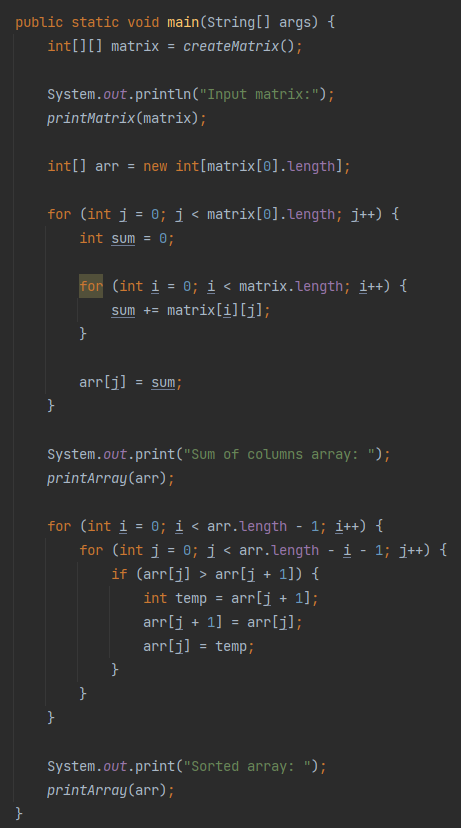 public static void main(String[] args) {
    int[][] matrix = createMatrix();

    System.out.println("Input matrix:");
    printMatrix(matrix);

    int[] arr = new int[matrix[0].length];

    for (int j = 0; j < matrix[0].length; j++) {
        int sum = 0;

        for (int i = 0; i < matrix.length; i++) {
            sum += matrix[i][j];
        }

        arr[j] = sum;
    }

    System.out.print("Sum of columns array: ");
    printArray(arr);

    for (int i = 0; i < arr.length - 1; i++) {
        for (int j = 0; j < arr.length - i - 1; j++) {
            if (arr[j] > arr[j + 1]) {
                int temp = arr[j + 1];
                arr[j + 1] = arr[j];
                arr[j] = temp;
            }
        }
    }

    System.out.print("Sorted array: ");
    printArray(arr);
}